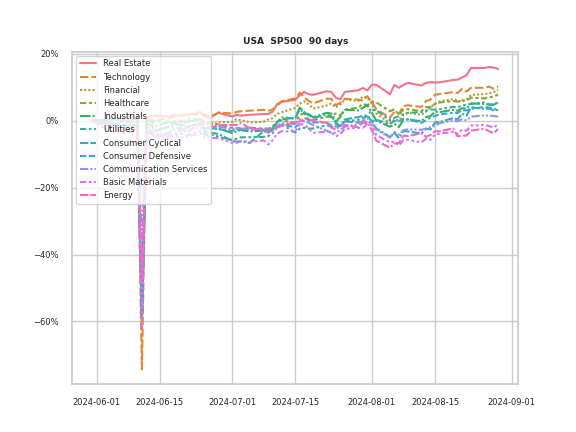 USA SP500 90 days
20%
0%
−20%
−40%
−60%
Real Estate
Technology
Financial
Healthcare
Industrials
Utilities
Consumer Cyclical
Consumer Defensive
Communication Services
Basic Materials
Energy
2024-06-01 2024-06-15 2024-07-01 2024-07-15 2024-08-01 2024-08-15 2024-09-01